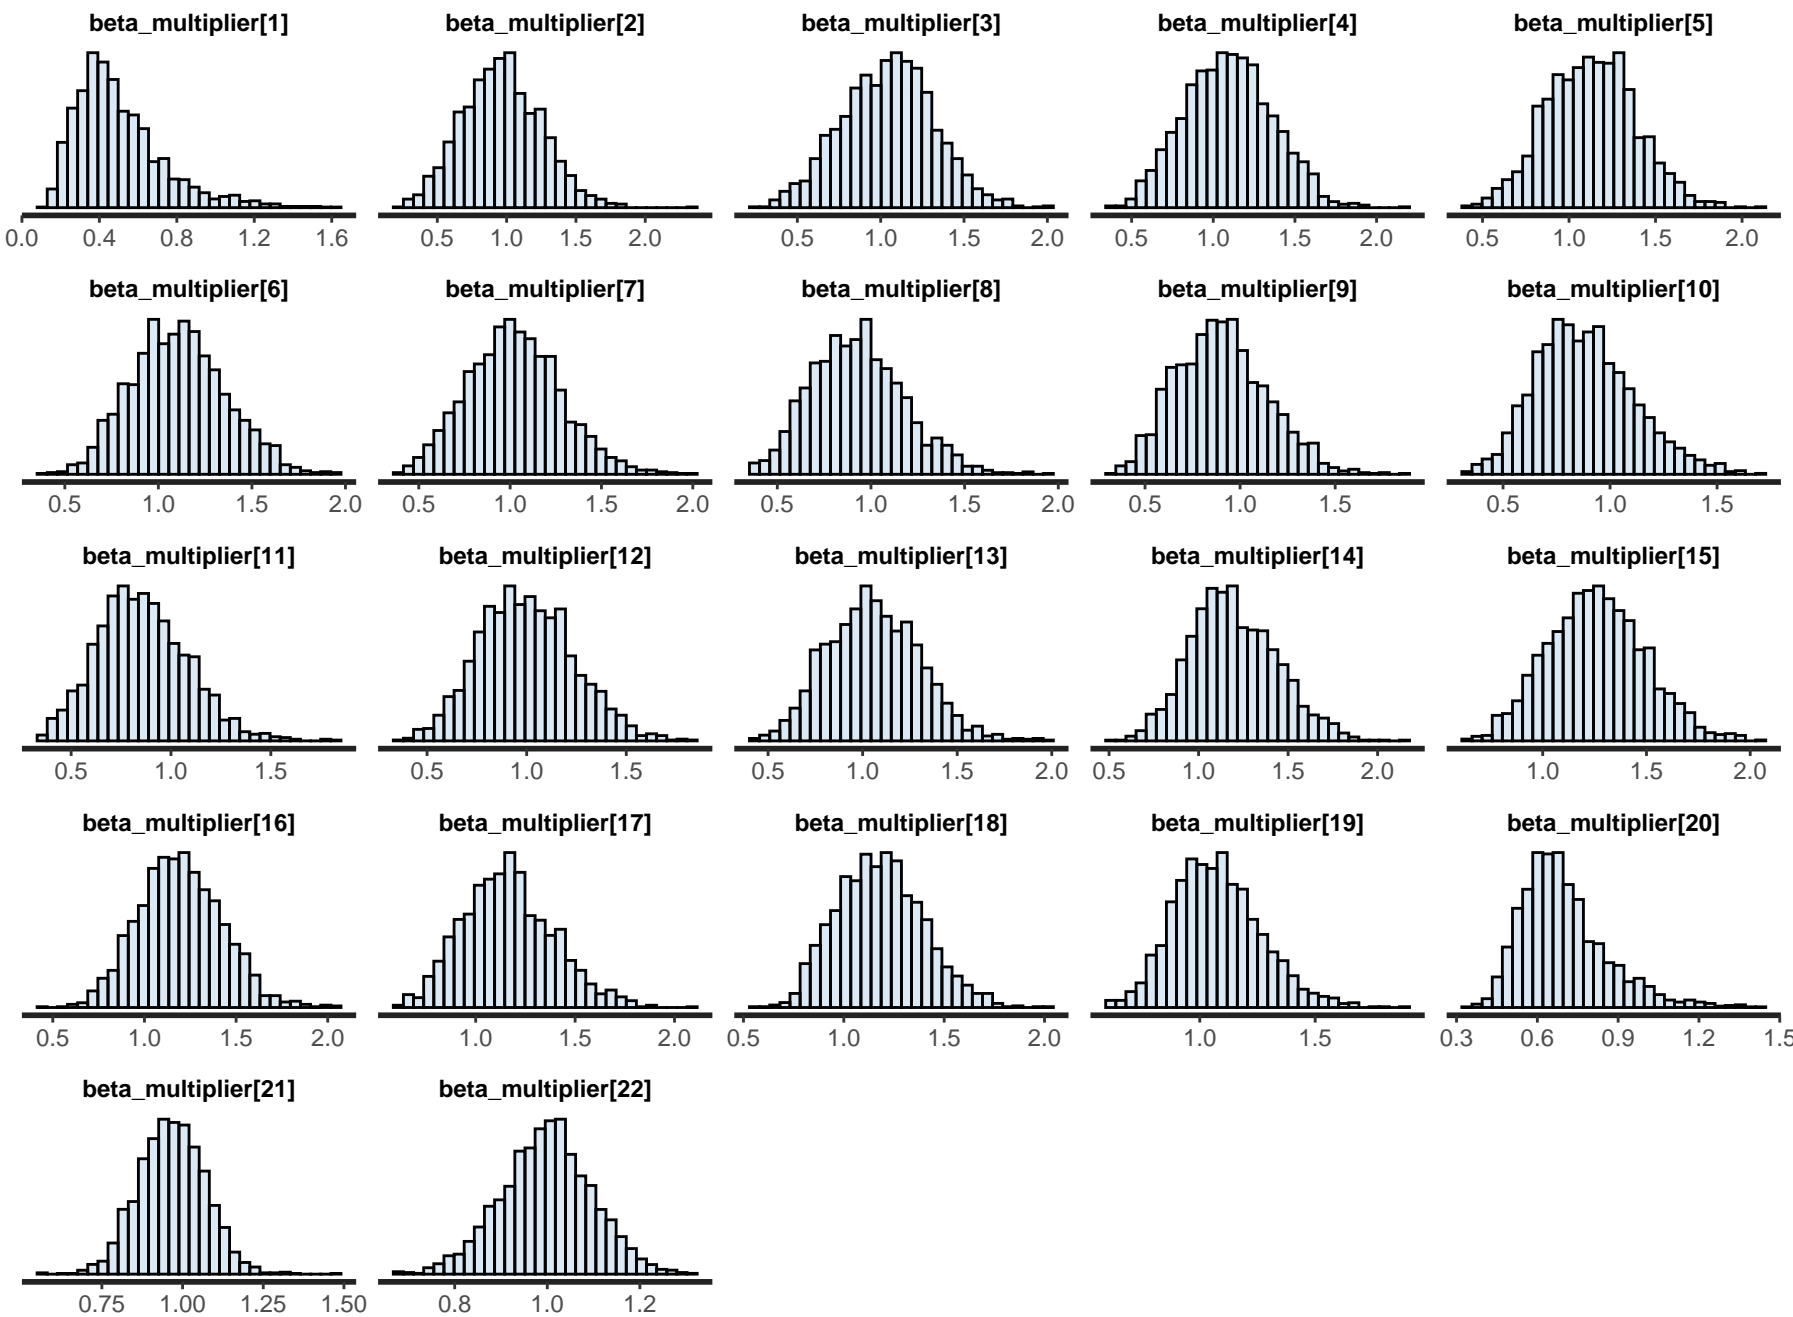 beta_multiplier[1] beta_multiplier[2] beta_multiplier[3] beta_multiplier[4] beta_multiplier[5]
0.0 0.4 0.8 1.2 1.6 0.5 1.0 1.5 2.0 0.5 1.0 1.5 2.0 0.5 1.0 1.5 2.0 0.5 1.0 1.5 2.0
beta_multiplier[6] beta_multiplier[7] beta_multiplier[8] beta_multiplier[9] beta_multiplier[10]
0.5 1.0 1.5 2.0 0.5 1.0 1.5 2.0 0.5 1.0 1.5 2.0 0.5 1.0 1.5 0.5 1.0 1.5
beta_multiplier[11] beta_multiplier[12] beta_multiplier[13] beta_multiplier[14] beta_multiplier[15]
0.5 1.0 1.5 0.5 1.0 1.5 0.5 1.0 1.5 2.0 0.5 1.0 1.5 2.0 1.0 1.5 2.0
beta_multiplier[16] beta_multiplier[17] beta_multiplier[18] beta_multiplier[19] beta_multiplier[20]
0.5 1.0 1.5 2.0 1.0 1.5 2.0 0.5 1.0 1.5 2.0 1.0 1.5 0.3 0.6 0.9 1.2 1.5
beta_multiplier[21] beta_multiplier[22]
0.75 1.00 1.25 1.50 0.8 1.0 1.2